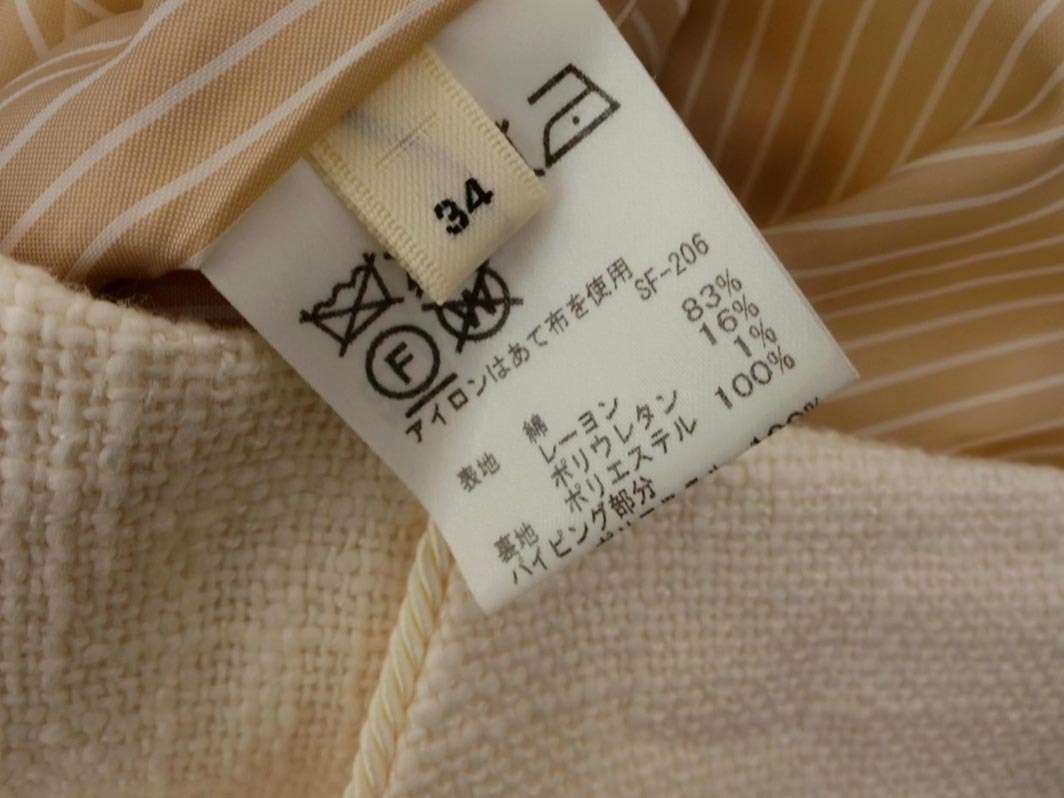 34
F
W
アイロンはあて布を使用
SF-206
表地 綿 83%
レーヨン 16%
ポリウレタン 1%
裏地 ポリエステル 100%
パイピング部分